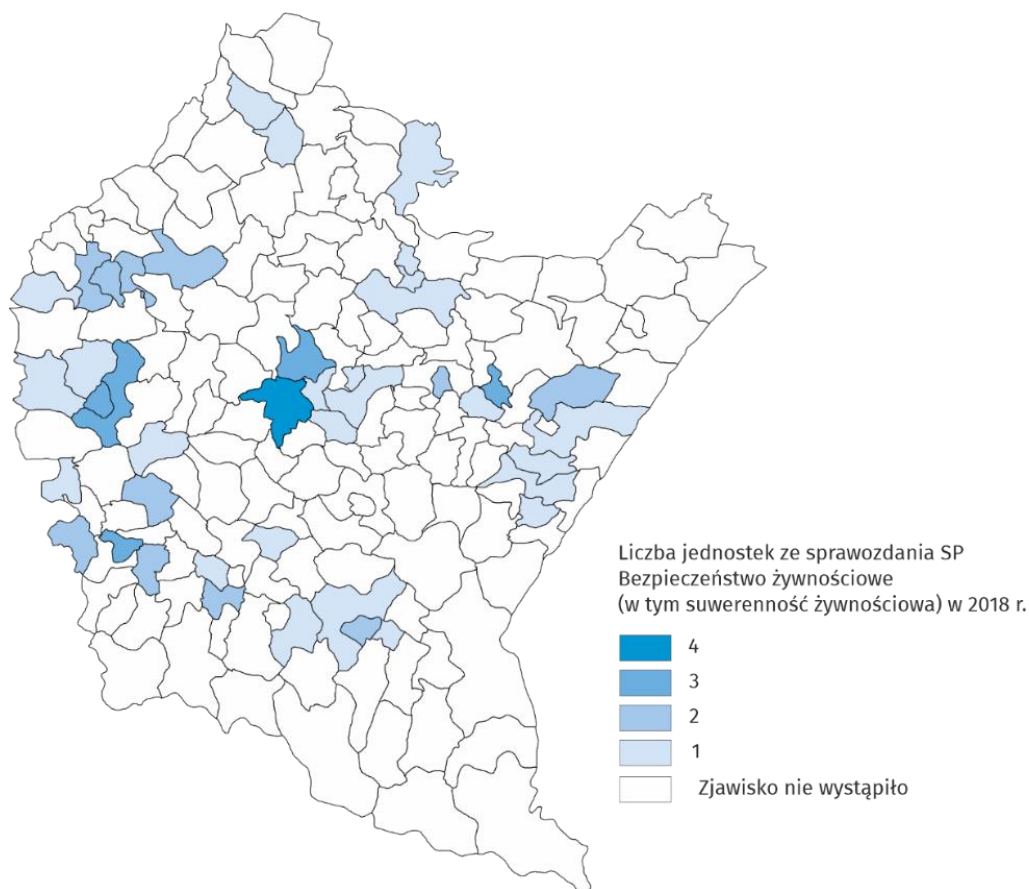 Liczba jednostek ze sprawozdania SP
Bezpieczeństwo żywnościowe
(w tym suwerenność żywnościowa) w 2018 r.
4
3
2
1
Zjawisko nie wystąpiło